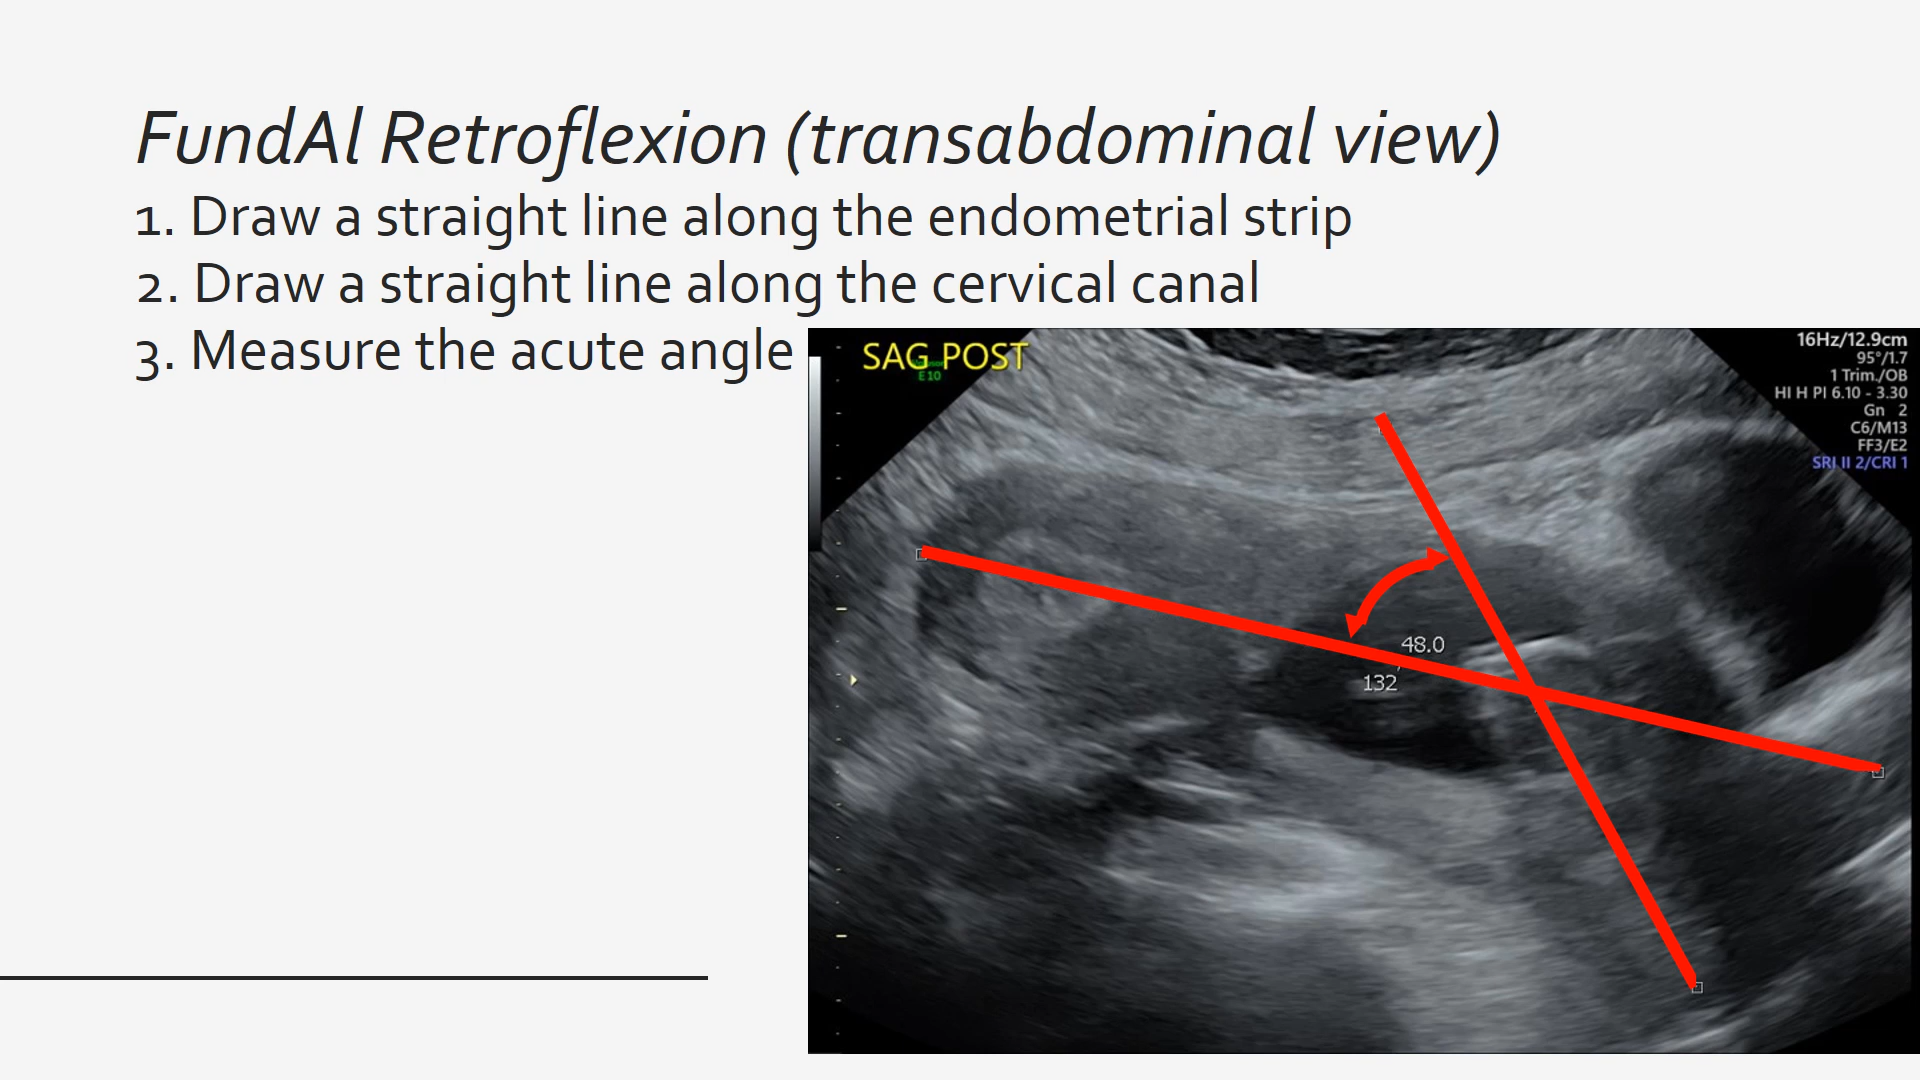 FundAl Retroflexion (transabdominal view)
1. Draw a straight line along the endometrial strip
2. Draw a straight line along the cervical canal
3. Measure the acute angle
SAG POST
E10
16Hz/12.9cm
95°/1.7
1 Trim./OB
HI H PI 6.10 - 3.30
Gn 2
C6/M13
FF3/E2
SRI II 2/CRI 1
48.0
132